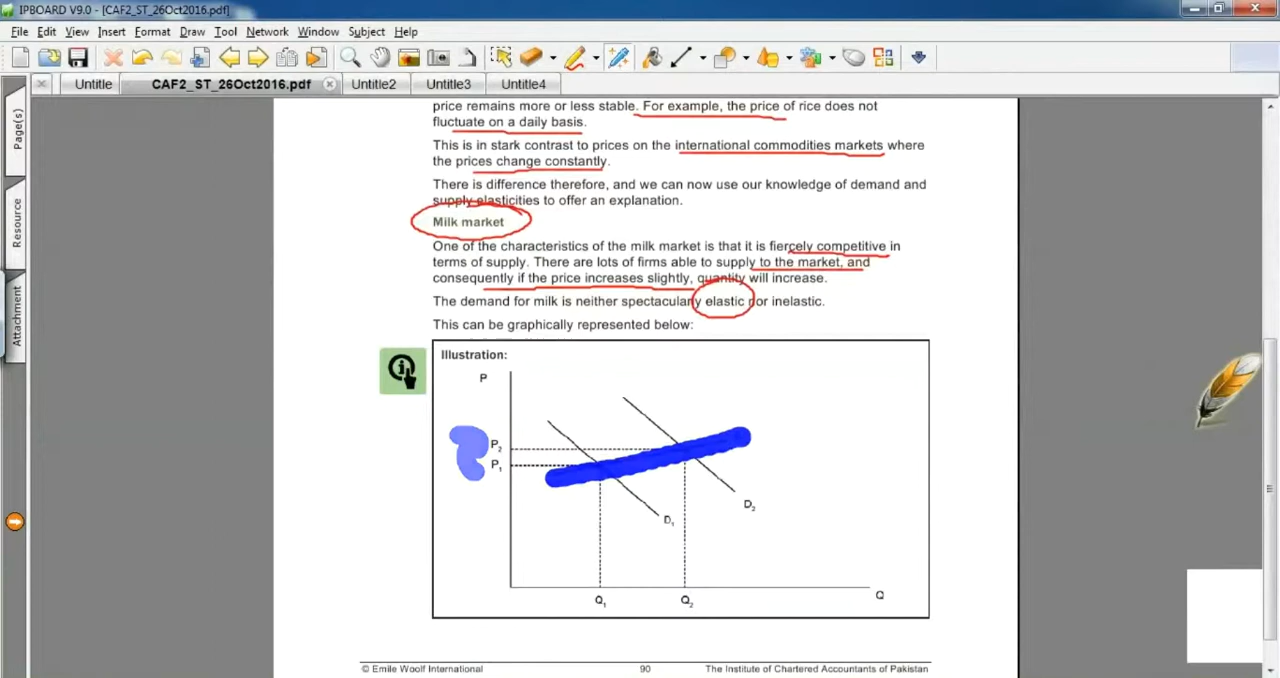 IPBOARD V9.0 - [CAF2_ST_26Oct2016.pdf]
File Edit View Insert Format Draw Tool Network Window Subject Help
Untitle CAF2_ST_26Oct2016.pdf Untitle2 Untitle3 Untitle4
Page(s)
Resource
Attachment
price remains more or less stable. For example, the price of rice does not
fluctuate on a daily basis.
This is in stark contrast to prices on the international commodities markets where
the prices change constantly.
There is difference therefore, and we can now use our knowledge of demand and
supply elasticities to offer an explanation.
Milk market
One of the characteristics of the milk market is that it is fiercely competitive in
terms of supply. There are lots of firms able to supply to the market, and
consequently if the price increases slightly, quantity will increase.
The demand for milk is neither spectacularly elastic nor inelastic.
This can be graphically represented below:
Illustration:
P
P2
P1
D2
D1
Q1 Q2 Q
© Emile Woolf International 90 The Institute of Chartered Accountants of Pakistan